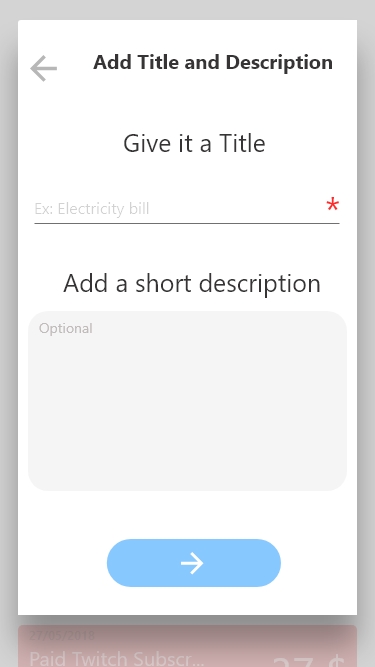 Add Title and Description
Give it a Title
Ex: Electricity bill
*
Add a short description
Optional
27/05/2018
Paid Twitch Subscr...
27 $